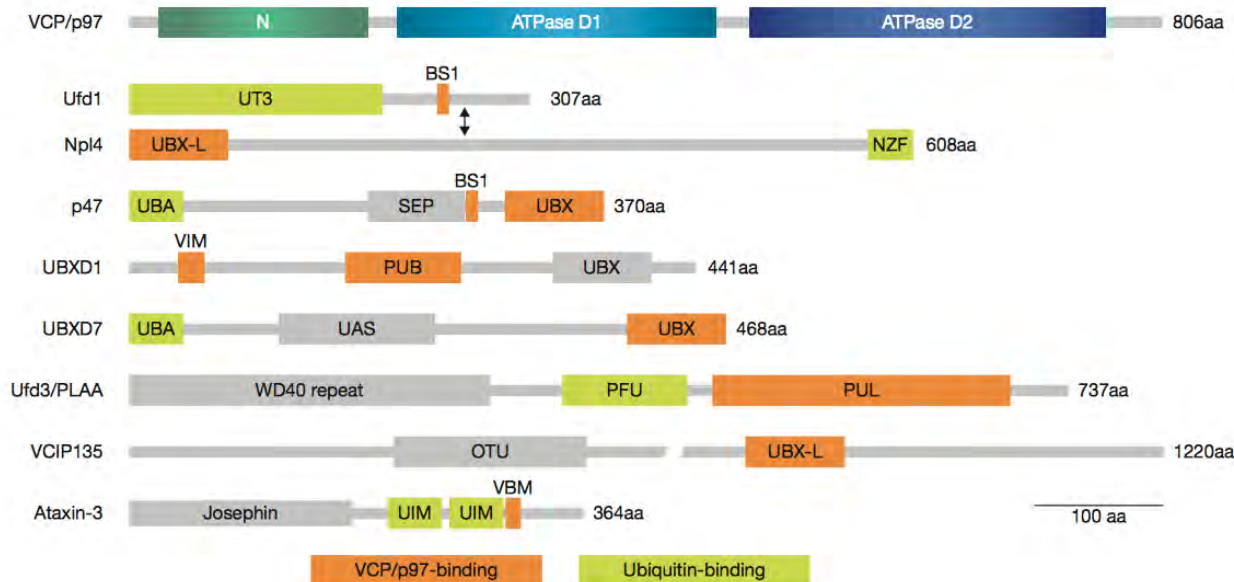 VCP/p97 N ATPase D1 ATPase D2 806aa
BS1
Ufd1 UT3 307aa
Npl4 UBX-L NZF 608aa
BS1
p47 UBA SEP UBX 370aa
VIM
UBXD1 PUB UBX 441aa
UBXD7 UBA UAS UBX 468aa
Ufd3/PLAA WD40 repeat PFU PUL 737aa
VCIP135 OTU UBX-L 1220aa
VBM
Ataxin-3 Josephin UIM UIM 364aa
100 aa
VCP/p97-binding Ubiquitin-binding